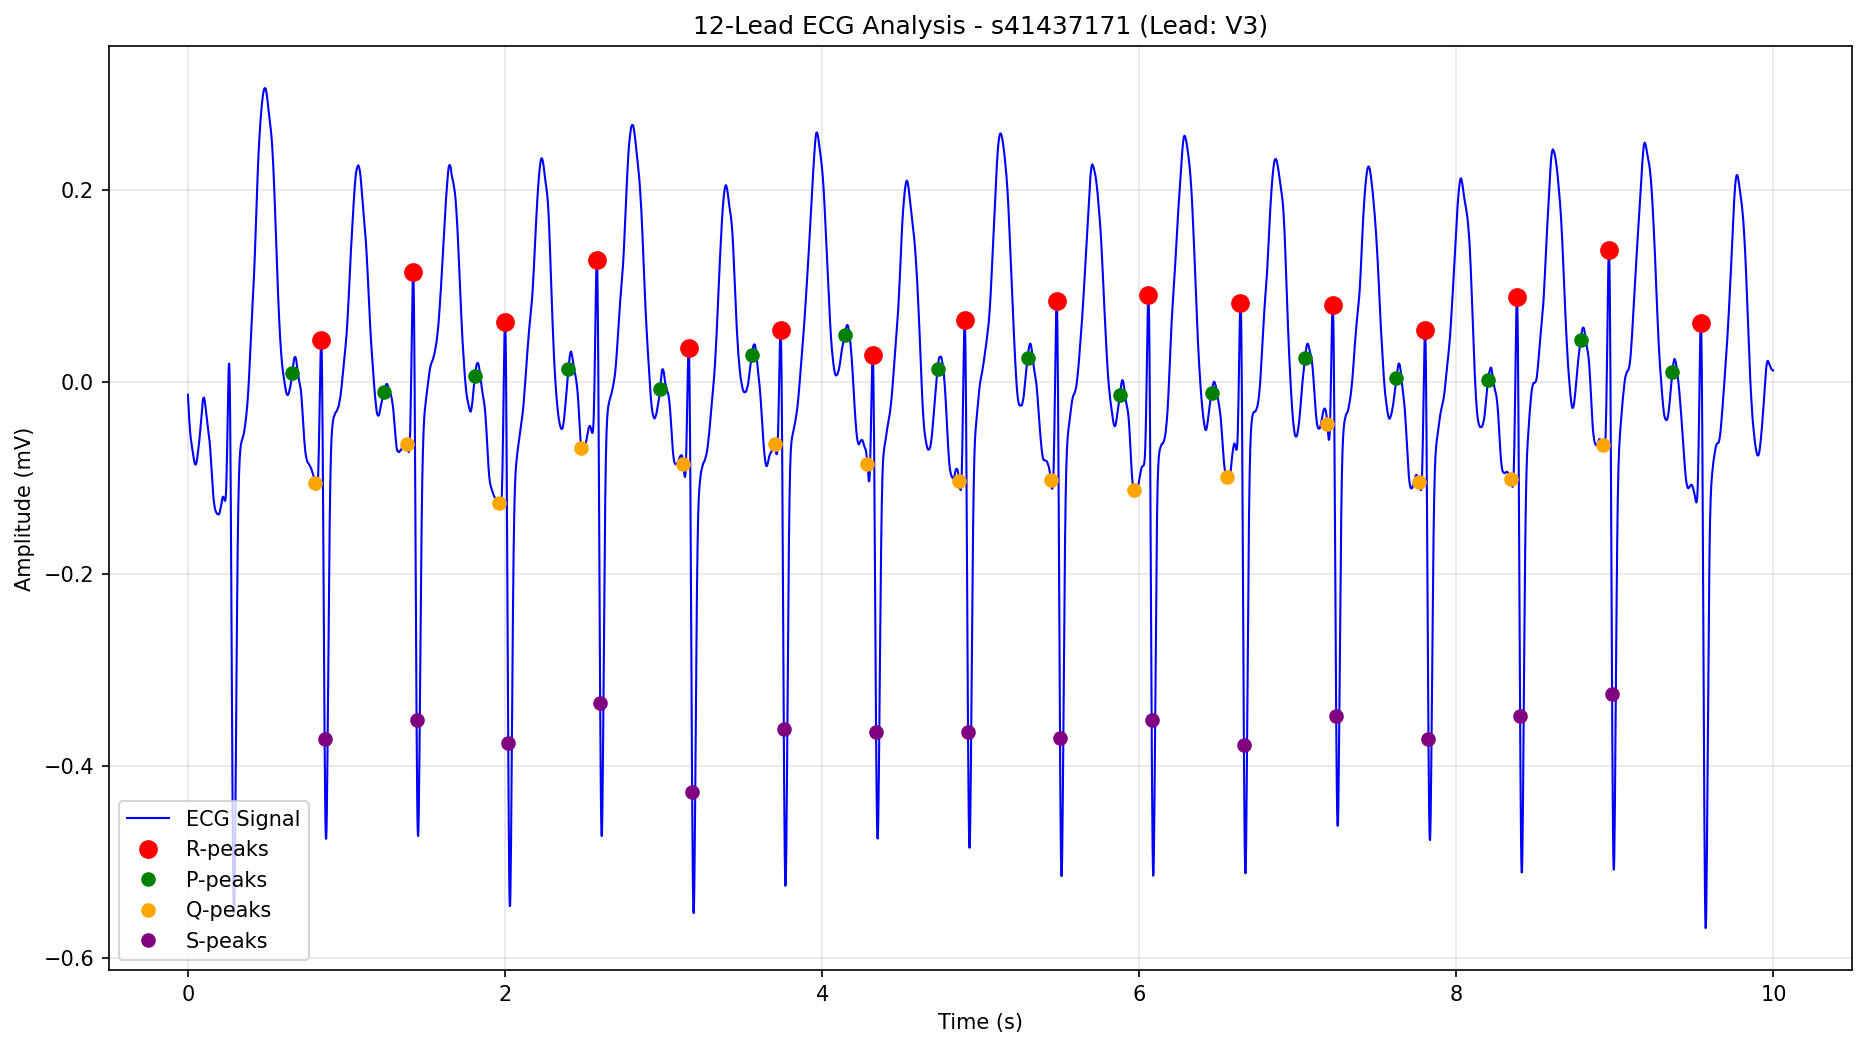 12-Lead ECG Analysis - s41437171 (Lead: V3)
Amplitude (mV)
0.2
0.0
−0.2
−0.4
−0.6
ECG Signal
R-peaks
P-peaks
Q-peaks
S-peaks
0 2 4 6 8 10
Time (s)